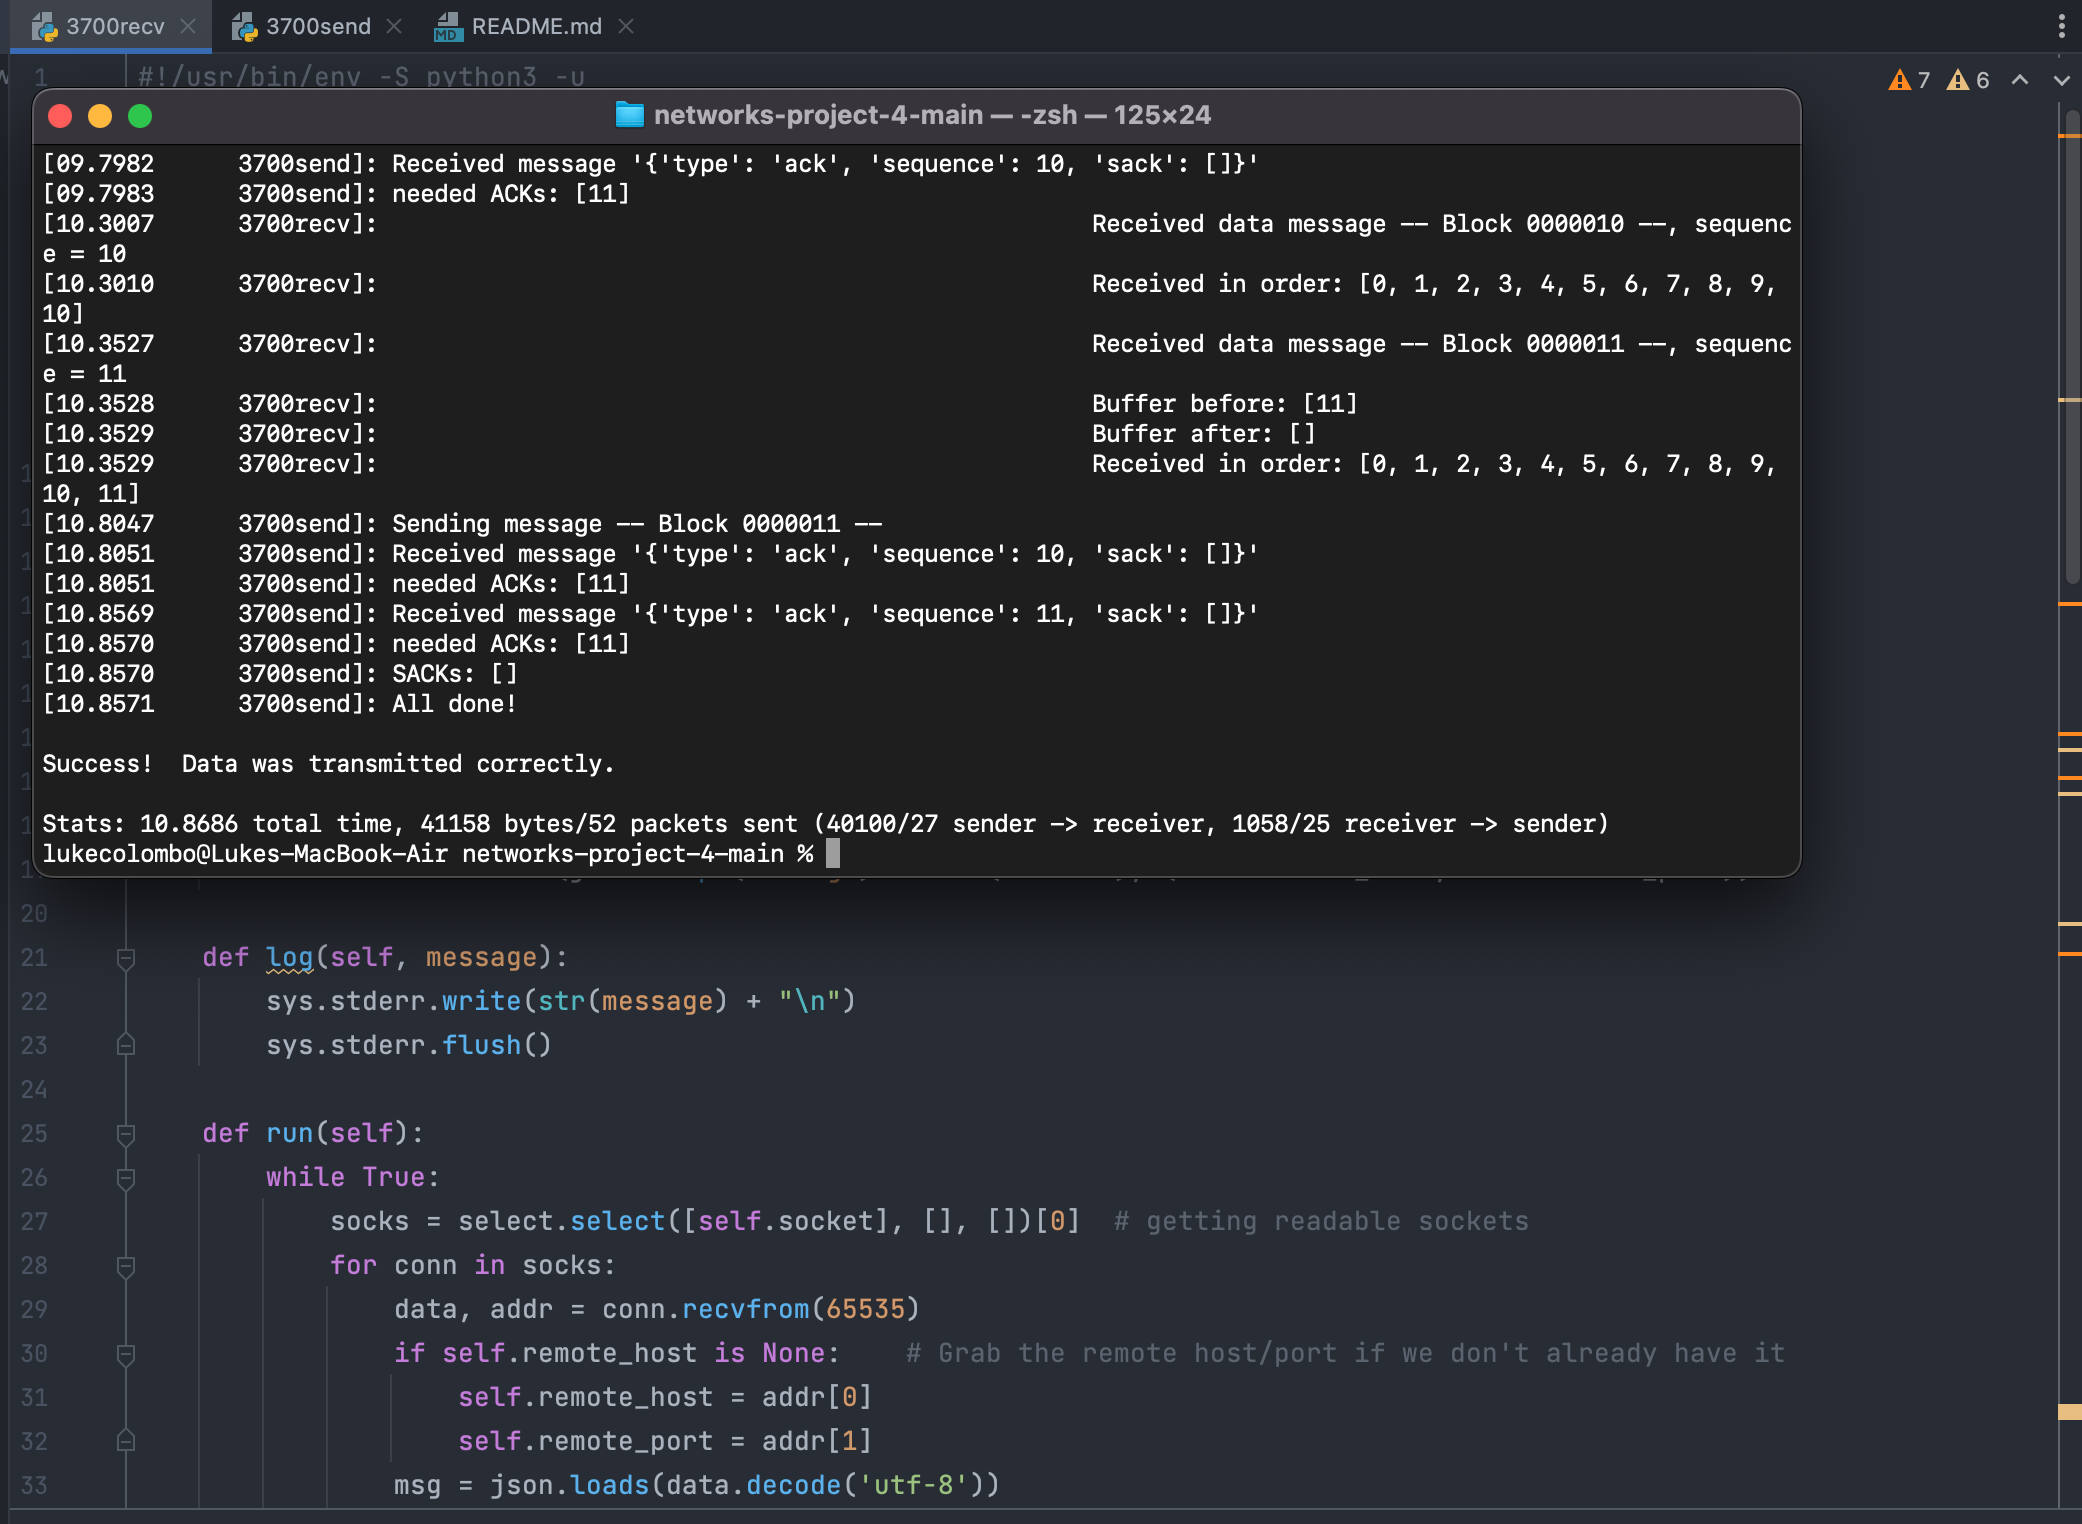 3700recv 3700send README.md
1 #!/usr/bin/env -S python3 -u
7 6
networks-project-4-main — -zsh — 125×24
[09.7982      3700send]: Received message '{'type': 'ack', 'sequence': 10, 'sack': []}'
[09.7983      3700send]: needed ACKs: [11]
[10.3007      3700recv]:                                                   Received data message -- Block 0000010 --, sequenc
e = 10
[10.3010      3700recv]:                                                   Received in order: [0, 1, 2, 3, 4, 5, 6, 7, 8, 9,
10]
[10.3527      3700recv]:                                                   Received data message -- Block 0000011 --, sequenc
e = 11
[10.3528      3700recv]:                                                   Buffer before: [11]
[10.3529      3700recv]:                                                   Buffer after: []
[10.3529      3700recv]:                                                   Received in order: [0, 1, 2, 3, 4, 5, 6, 7, 8, 9,
10, 11]
[10.8047      3700send]: Sending message -- Block 0000011 --
[10.8051      3700send]: Received message '{'type': 'ack', 'sequence': 10, 'sack': []}'
[10.8051      3700send]: needed ACKs: [11]
[10.8569      3700send]: Received message '{'type': 'ack', 'sequence': 11, 'sack': []}'
[10.8570      3700send]: needed ACKs: [11]
[10.8570      3700send]: SACKs: []
[10.8571      3700send]: All done!
Success!  Data was transmitted correctly.
Stats: 10.8686 total time, 41158 bytes/52 packets sent (40100/27 sender -> receiver, 1058/25 receiver -> sender)
lukecolombo@Lukes-MacBook-Air networks-project-4-main %
20
21 def log(self, message):
22 sys.stderr.write(str(message) + "\n")
23 sys.stderr.flush()
24
25 def run(self):
26 while True:
27 socks = select.select([self.socket], [], [])[0]  # getting readable sockets
28 for conn in socks:
29 data, addr = conn.recvfrom(65535)
30 if self.remote_host is None:    # Grab the remote host/port if we don't already have it
31 self.remote_host = addr[0]
32 self.remote_port = addr[1]
33 msg = json.loads(data.decode('utf-8'))